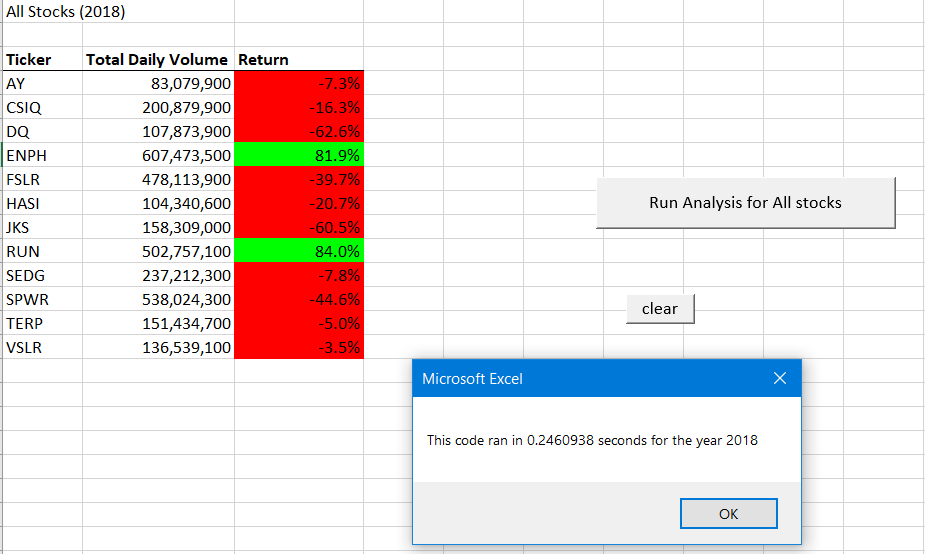 All Stocks (2018)
Ticker Total Daily Volume Return
AY 83,079,900 -7.3%
CSIQ 200,879,900 -16.3%
DQ 107,873,900 -62.6%
ENPH 607,473,500 81.9%
FSLR 478,113,900 -39.7%
HASI 104,340,600 -20.7%
JKS 158,309,000 -60.5%
RUN 502,757,100 84.0%
SEDG 237,212,300 -7.8%
SPWR 538,024,300 -44.6%
TERP 151,434,700 -5.0%
VSLR 136,539,100 -3.5%
Run Analysis for All stocks
clear
Microsoft Excel
This code ran in 0.2460938 seconds for the year 2018
OK